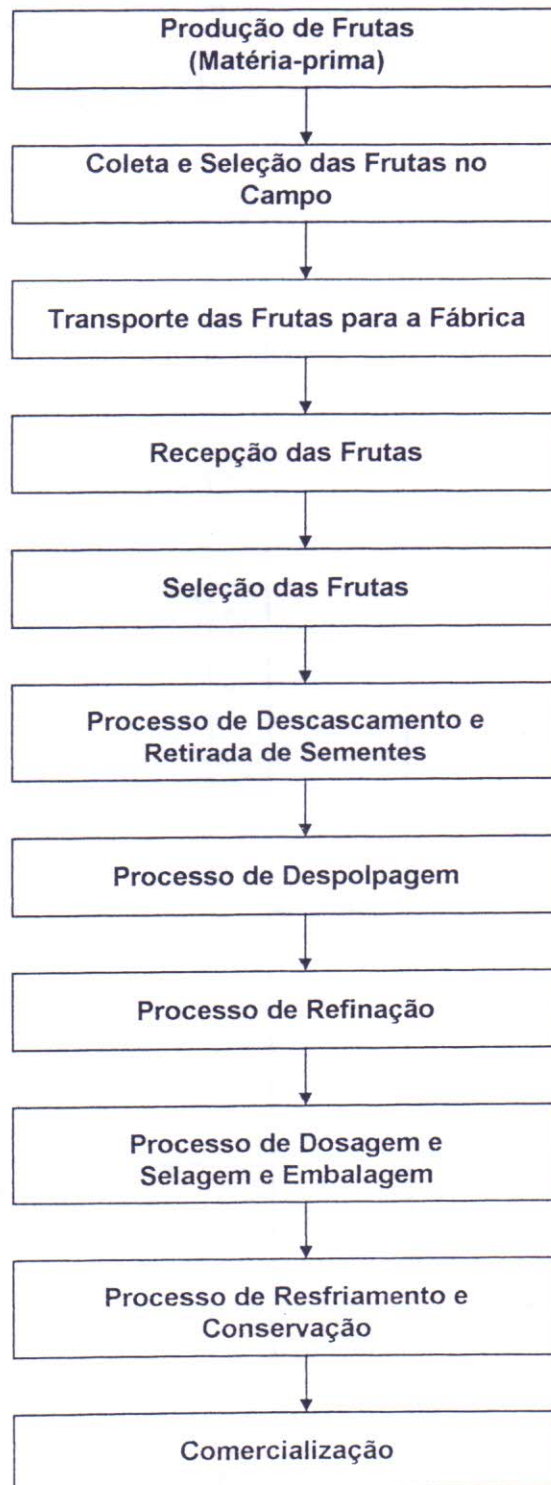 Produção de Frutas
(Matéria-prima)
Coleta e Seleção das Frutas no
Campo
Transporte das Frutas para a Fábrica
Recepção das Frutas
Seleção das Frutas
Processo de Descascamento e
Retirada de Sementes
Processo de Despolpagem
Processo de Refinação
Processo de Dosagem e
Selagem e Embalagem
Processo de Resfriamento e
Conservação
Comercialização